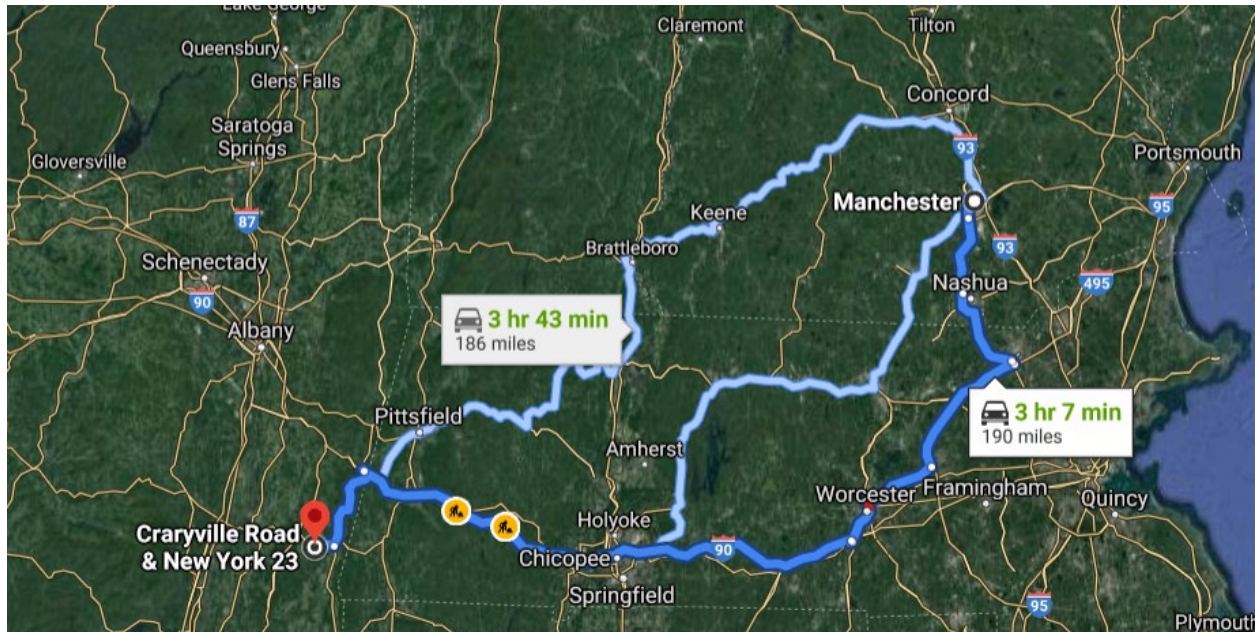 Lake George
Claremont
Tilton
Queensbury
Glens Falls
Concord
Saratoga
Springs
93
Portsmouth
Gloversville
Manchester
95
87
Keene
93
Brattleboro
Schenectady
90
Nashua
495
3 hr 43 min
186 miles
Albany
Pittsfield
3 hr 7 min
190 miles
Amherst
Worcester
Framingham
Quincy
Holyoke
Craryville Road
& New York 23
90
Chicopee
Springfield
95
Plymouth